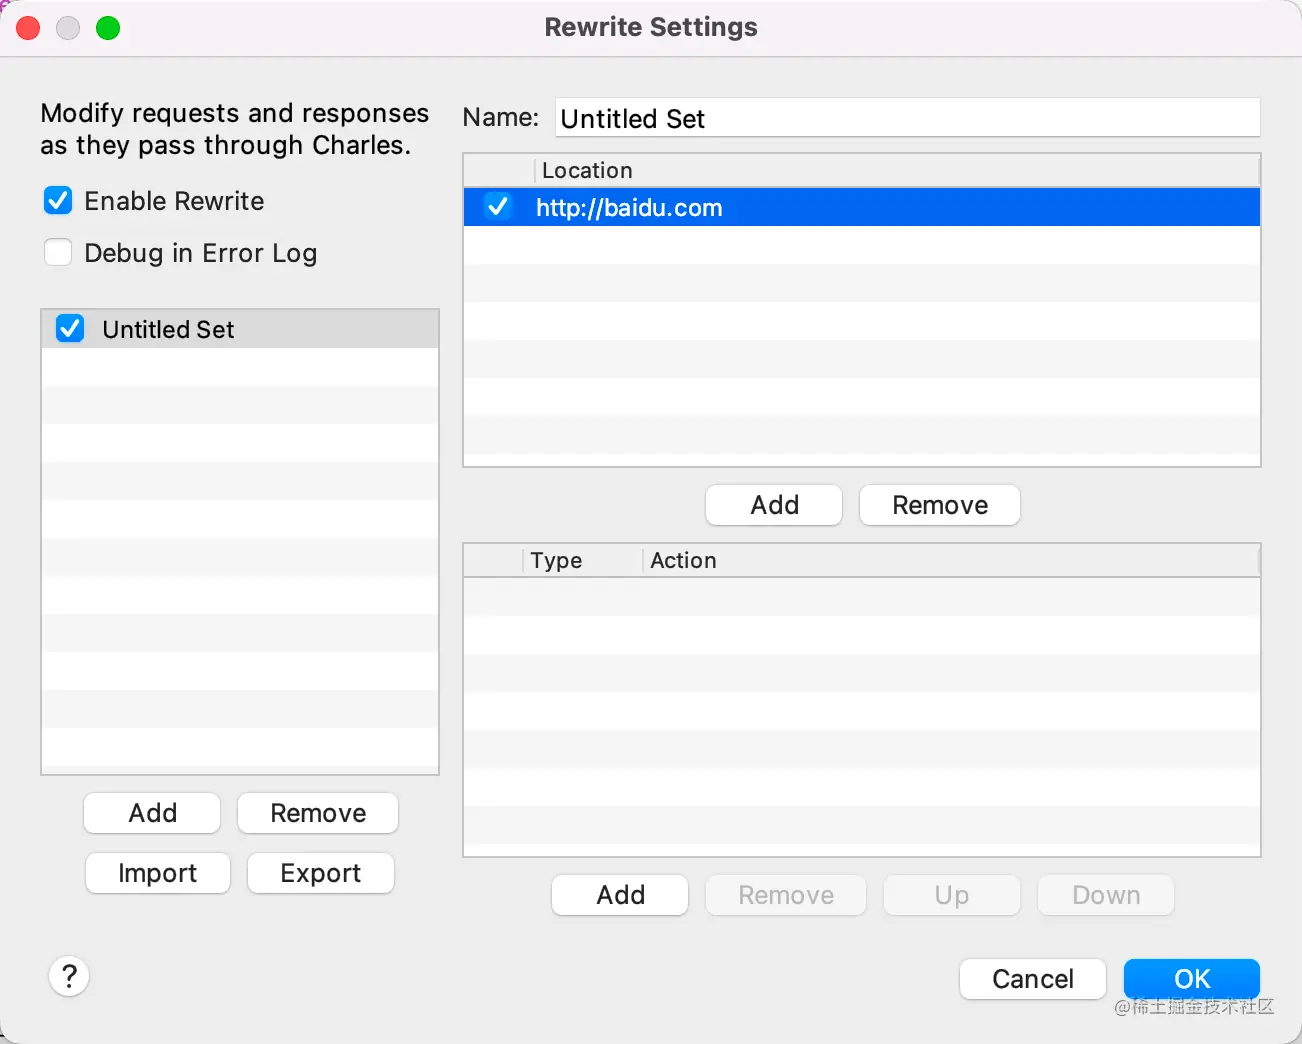 Rewrite Settings
Modify requests and responses
as they pass through Charles.
Enable Rewrite
Debug in Error Log
Untitled Set
Add
Remove
Import
Export
?
Name:
Untitled Set
Location
http://baidu.com
Add
Remove
Type
Action
Add
Remove
Up
Down
Cancel
OK
@稀土掘金技术社区